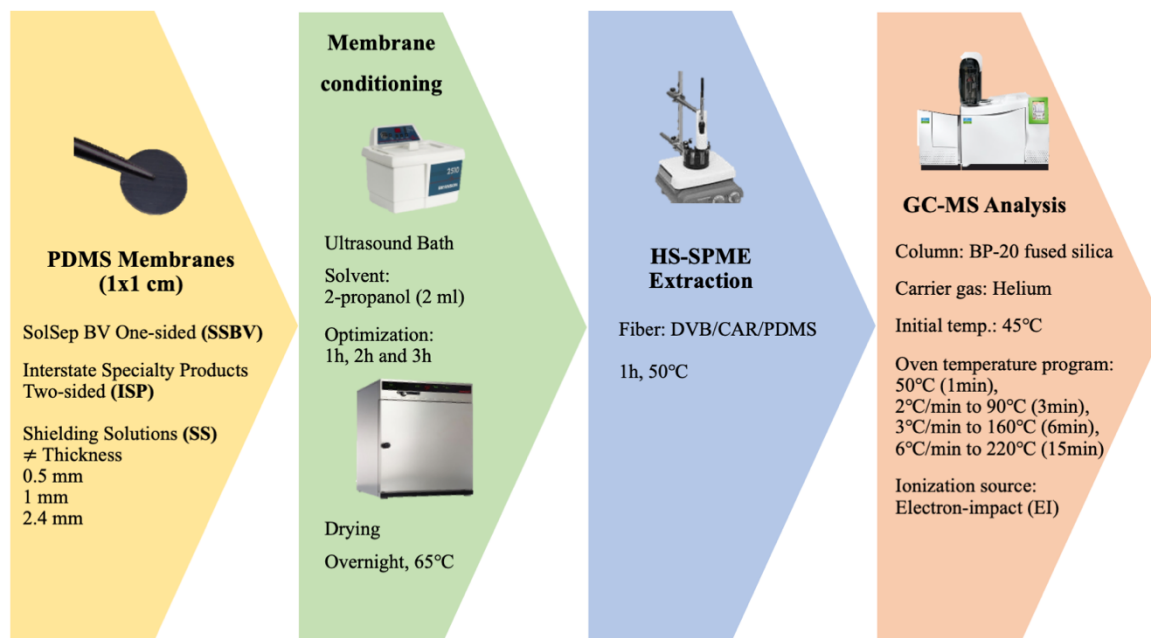 PDMS Membranes
(1x1 cm)
SolSep BV One-sided (SSBV)
Interstate Specialty Products
Two-sided (ISP)
Shielding Solutions (SS)
≠ Thickness
0.5 mm
1 mm
2.4 mm
Membrane
conditioning
2510
Ultrasound Bath
Solvent:
2-propanol (2 ml)
Optimization:
1h, 2h and 3h
Drying
Overnight, 65℃
HS-SPME
Extraction
Fiber: DVB/CAR/PDMS
1h, 50℃
GC-MS Analysis
Column: BP-20 fused silica
Carrier gas: Helium
Initial temp.: 45℃
Oven temperature program:
50℃ (1min),
2℃/min to 90℃ (3min),
3℃/min to 160℃ (6min),
6℃/min to 220℃ (15min)
Ionization source:
Electron-impact (EI)